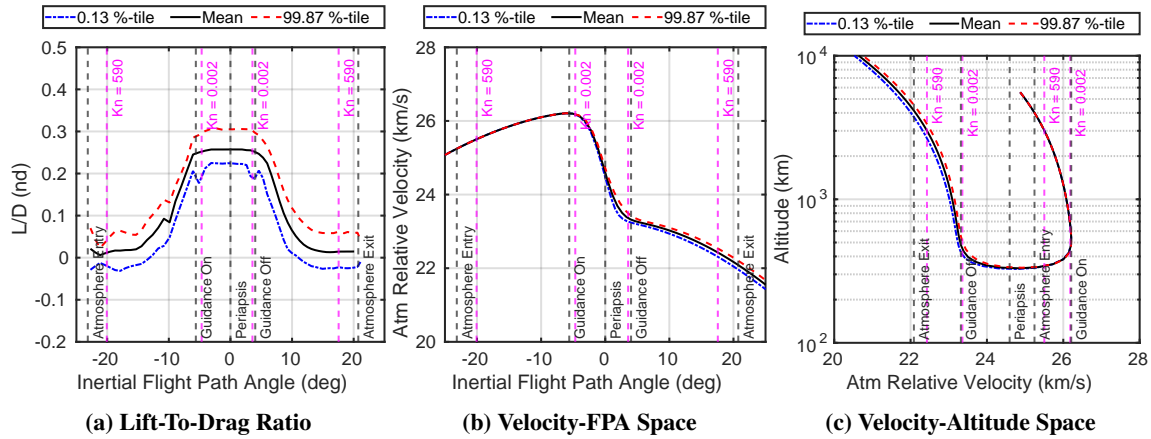 0.13 %-tile Mean 99.87 %-tile
L/D (nd)
0.5
0.4
0.3
0.2
0.1
0
-0.1
-0.2
-20 -10 0 10 20
Inertial Flight Path Angle (deg)
Atmosphere Entry
Kn = 590
Guidance On
Kn = 0.002
Periapsis
Kn = 0.002
Guidance Off
Kn = 590
Atmosphere Exit
(a) Lift-To-Drag Ratio
0.13 %-tile Mean 99.87 %-tile
Atm Relative Velocity (km/s)
28
26
24
22
20
-20 -10 0 10 20
Inertial Flight Path Angle (deg)
Atmosphere Entry
Kn = 590
Guidance On
Kn = 0.002
Periapsis
Kn = 0.002
Guidance Off
Kn = 590
Atmosphere Exit
(b) Velocity-FPA Space
0.13 %-tile Mean 99.87 %-tile
Altitude (km)
10^4
10^3
10^2
20 22 24 26 28
Atm Relative Velocity (km/s)
Atmosphere Exit
Kn = 590
Guidance Off
Kn = 0.002
Periapsis
Atmosphere Entry
Kn = 590
Guidance On
Kn = 0.002
(c) Velocity-Altitude Space